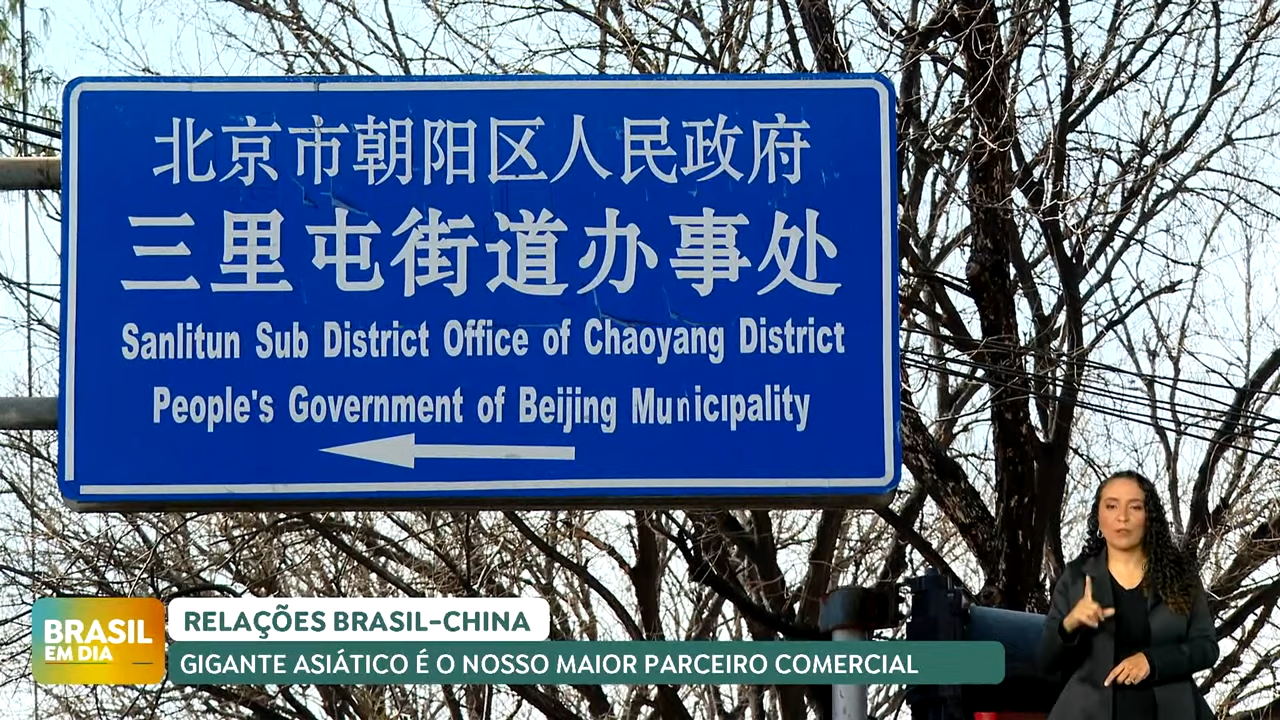 北京市朝阳区人民政府
三里屯街道办事处
Sanlitun Sub District Office of Chaoyang District
People's Government of Beijing Municipality
BRASIL
EM DIA
RELAÇÕES BRASIL-CHINA
GIGANTE ASIÁTICO É O NOSSO MAIOR PARCEIRO COMERCIAL